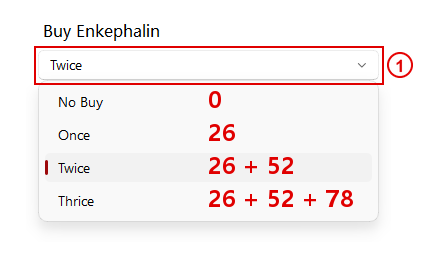 Buy Enkephalin
Twice 1
No Buy 0
Once 26
Twice 26 + 52
Thrice 26 + 52 + 78